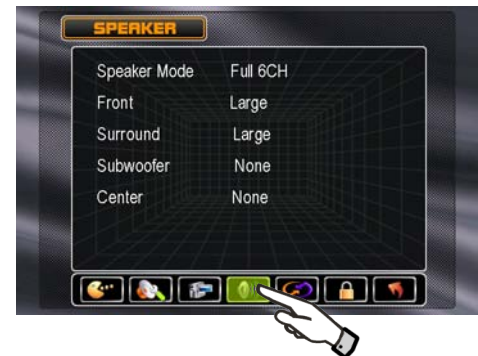 SPEAKER
Speaker Mode Full 6CH
Front Large
Surround Large
Subwoofer None
Center None